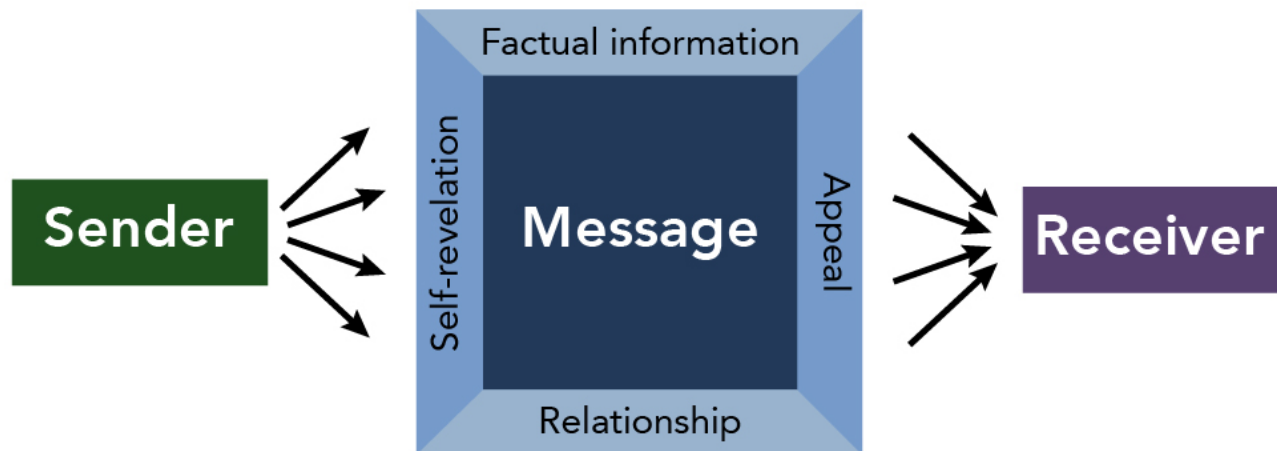 Factual information
Sender
Self-revelation
Message
Appeal
Receiver
Relationship